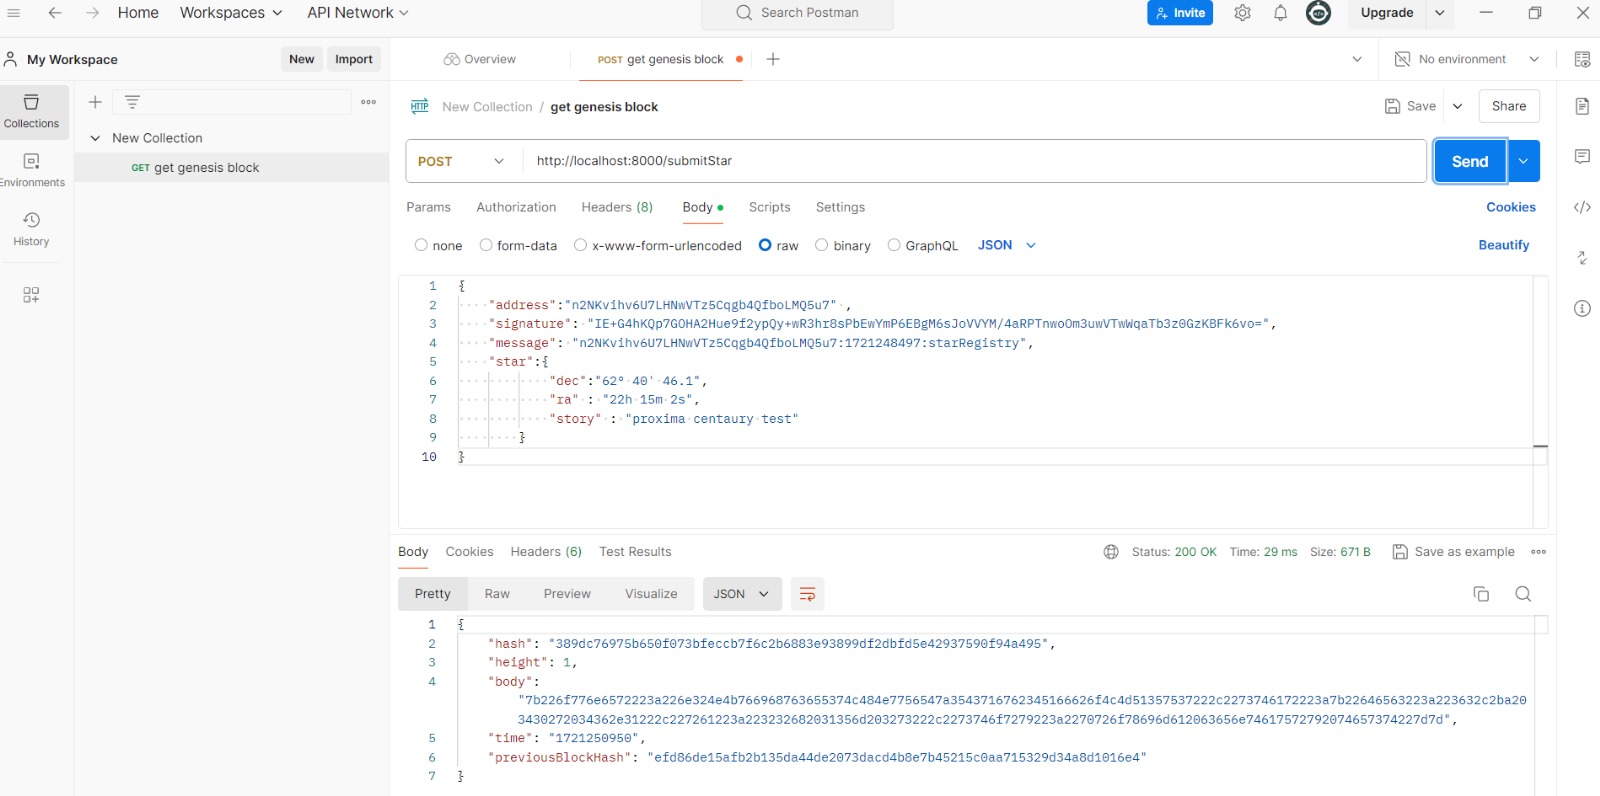 Home Workspaces API Network Search Postman Invite Upgrade
My Workspace New Import Overview POST get genesis block No environment
Collections
New Collection
GET get genesis block
Environments
History
HTTP New Collection / get genesis block Save Share
POST http://localhost:8000/submitStar Send
Params Authorization Headers (8) Body Scripts Settings Cookies
none form-data x-www-form-urlencoded raw binary GraphQL JSON Beautify
1 {
2 "address":"n2NKvihv6U7LHNwVTz5Cqgb4QfboLMQ5u7" ,
3 "signature": "IE+G4hKQp7GOHA2Hue9f2ypQy+wR3hr8sPbEwYmP6EBgM6sJoVVYM/4aRPTnwoOm3uwVTwWqaTb3z0GzKBFk6vo=",
4 "message": "n2NKvihv6U7LHNwVTz5Cqgb4QfboLMQ5u7:1721248497:starRegistry",
5 "star":{
6 "dec":"62° 40' 46.1",
7 "ra" : "22h 15m 2s",
8 "story" : "proxima centaury test"
9 }
10 }
Body Cookies Headers (6) Test Results Status: 200 OK Time: 29 ms Size: 671 B Save as example
Pretty Raw Preview Visualize JSON
1 {
2 "hash": "389dc76975b650f073bfeccb7f6c2b6883e93899df2dbfd5e42937590f94a495",
3 "height": 1,
4 "body":
"7b226f776e6572223a226e324e4b766968763655374c484e7756547a3543716762345166626f4c4d51357537222c2273746172223a7b22646563223a223632c2ba20
3430272034362e31222c227261223a223232682031356d203273222c2273746f7279223a2270726f78696d612063656e7461757279207465737422 7d7d",
5 "time": "1721250950",
6 "previousBlockHash": "efd86de15afb2b135da44de2073dacd4b8e7b45215c0aa715329d34a8d1016e4"
7 }